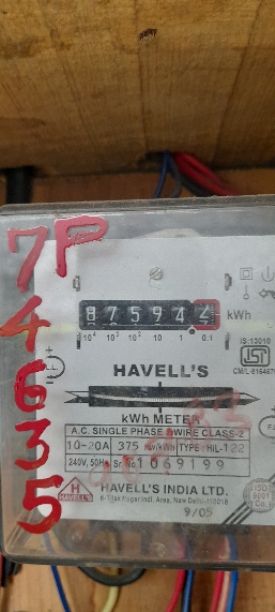 7P
4
6
3
5
875944 kWh
10⁴ 10³ 10² 10 1 0.1
IS:13010
ISI
HAVELL'S
kWh METER
A.C. SINGLE PHASE 2 WIRE CLASS-2
10-20A 375 rev/kWh TYPE HIL-122
240V, 50Hz Sr. No. 1069199
HAVELL'S HAVELL'S INDIA LTD.
9/05